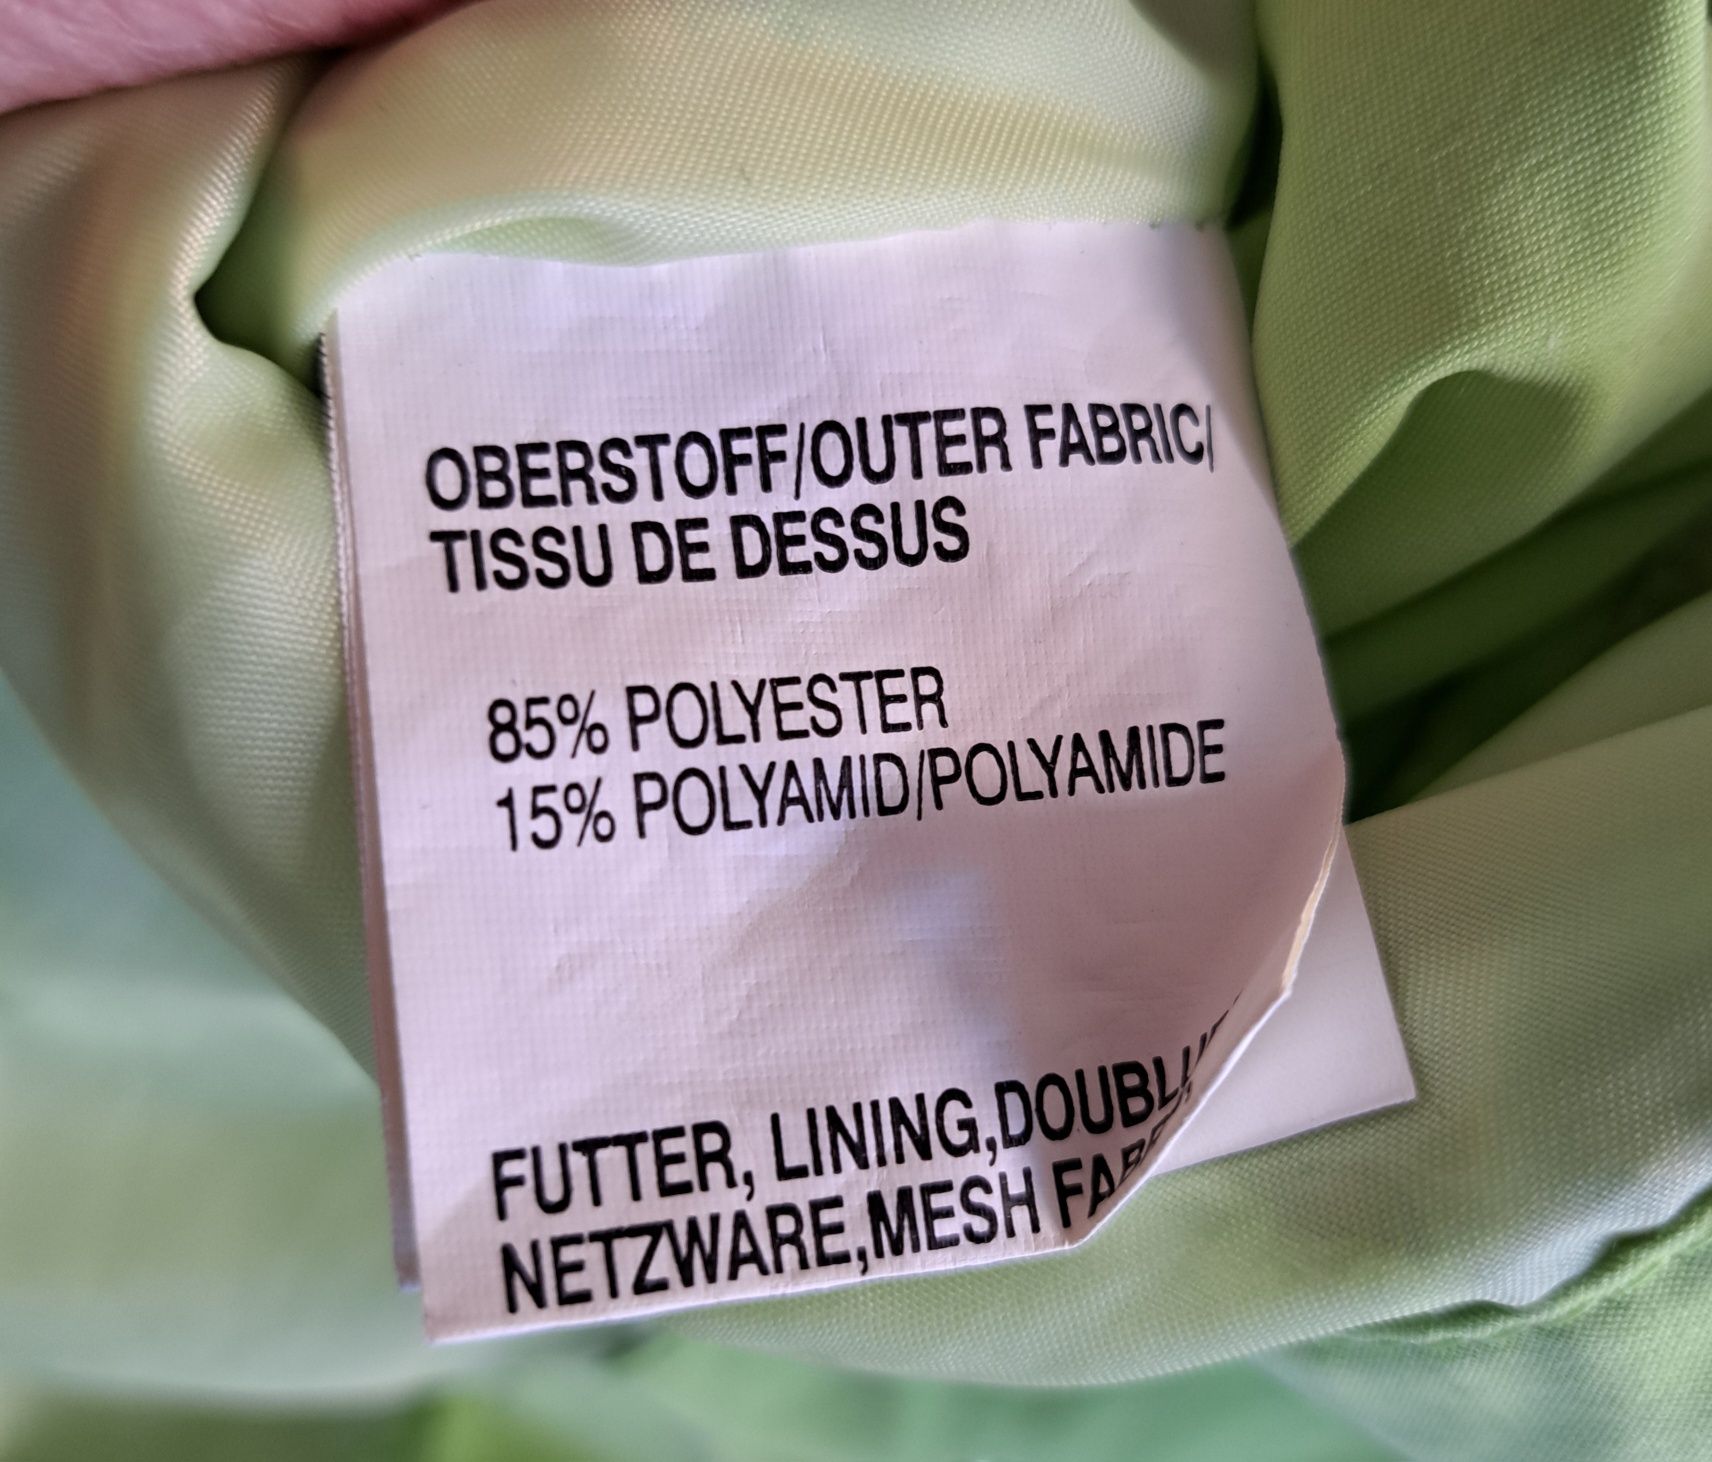 OBERSTOFF/OUTER FABRIC/
TISSU DE DESSUS
85% POLYESTER
15% POLYAMID/POLYAMIDE
FUTTER, LINING,
NETZWARE,MESH